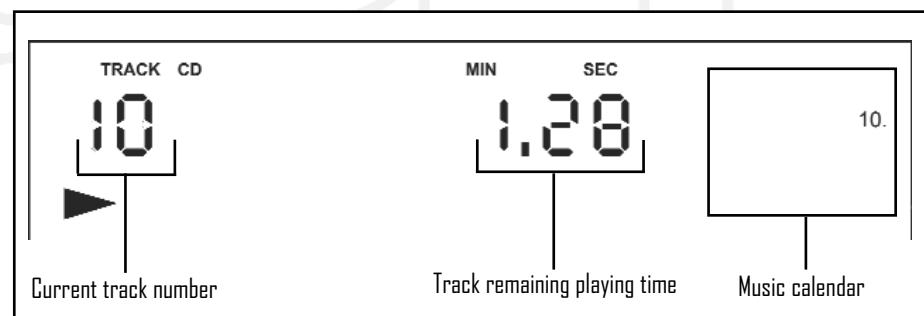 TRACK CD MIN SEC
10 1.28 10.
Current track number Track remaining playing time Music calendar